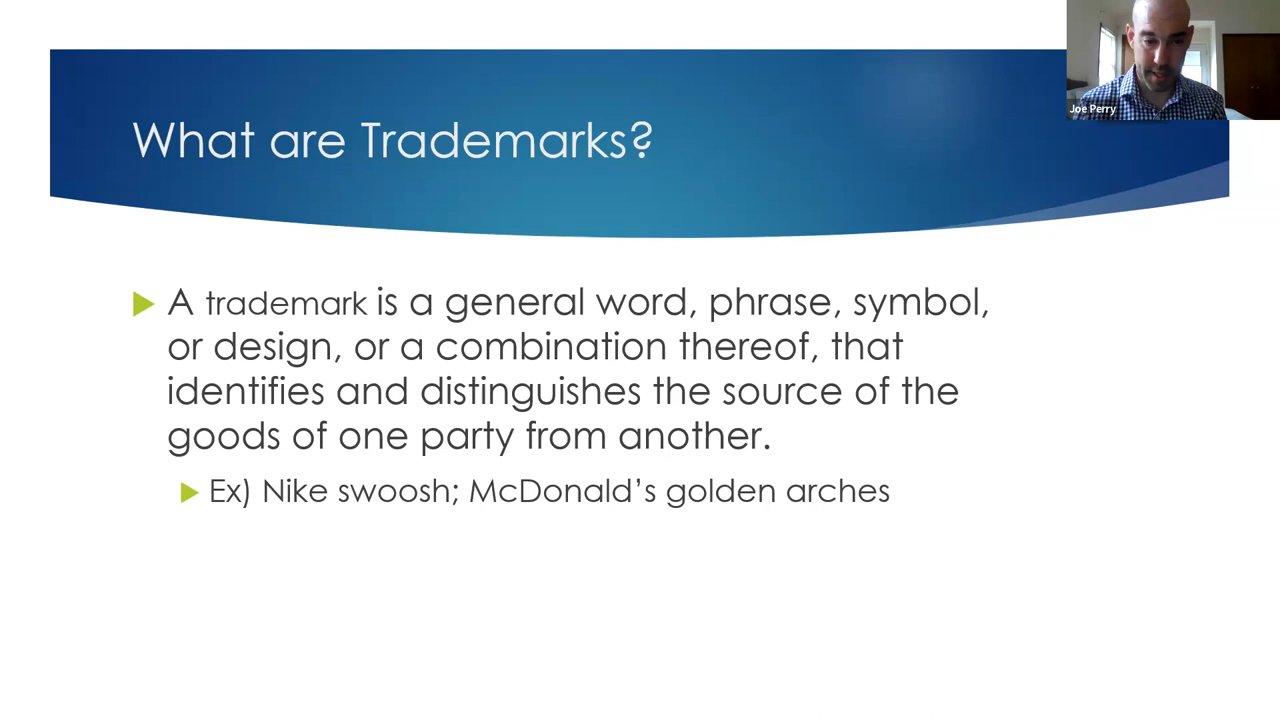 What are Trademarks?
Joe Perry
A trademark is a general word, phrase, symbol,
or design, or a combination thereof, that
identifies and distinguishes the source of the
goods of one party from another.
Ex) Nike swoosh; McDonald’s golden arches